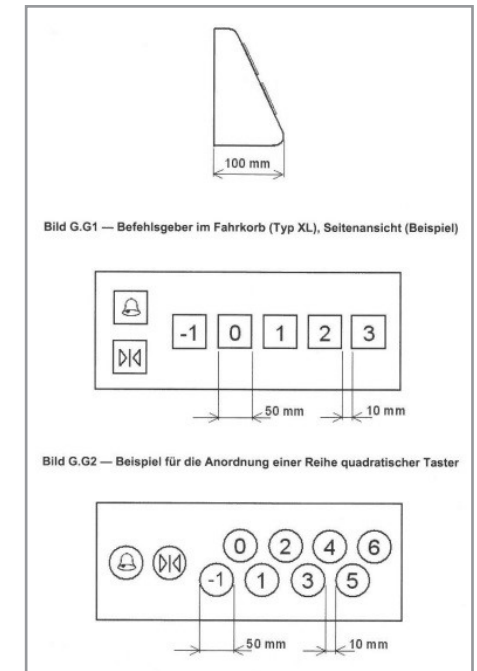 100 mm
Bild G.G1 — Befehlsgeber im Fahrkorb (Typ XL), Seitenansicht (Beispiel)
-1 0 1 2 3
50 mm 10 mm
Bild G.G2 — Beispiel für die Anordnung einer Reihe quadratischer Taster
0 2 4 6
-1 1 3 5
50 mm 10 mm